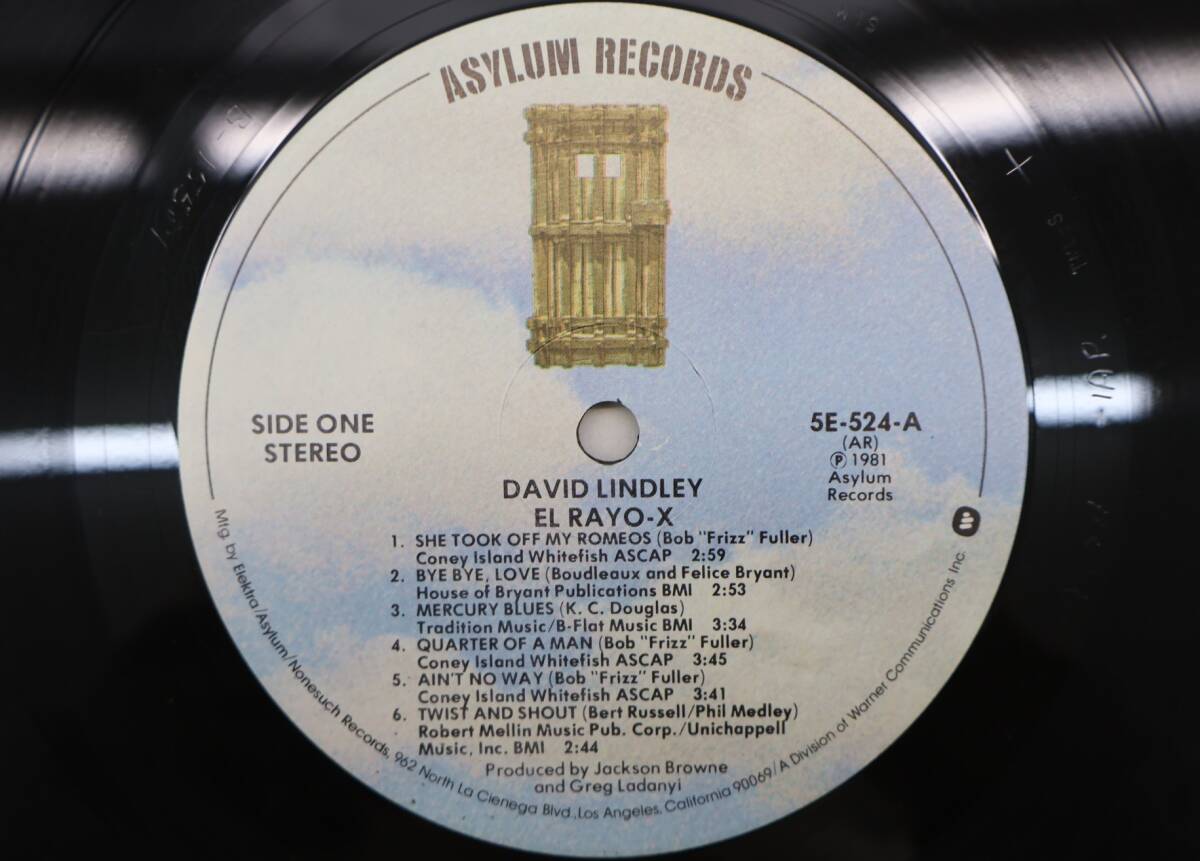 ASYLUM RECORDS
SIDE ONE
STEREO
5E-524-A
(AR)
Ⓟ 1981
Asylum
Records
DAVID LINDLEY
EL RAYO-X
1. SHE TOOK OFF MY ROMEOS (Bob "Frizz" Fuller)
Coney Island Whitefish ASCAP 2:59
2. BYE BYE, LOVE (Boudleaux and Felice Bryant)
House of Bryant Publications BMI 2:53
3. MERCURY BLUES (K. C. Douglas)
Tradition Music/B-Flat Music BMI 3:34
4. QUARTER OF A MAN (Bob "Frizz" Fuller)
Coney Island Whitefish ASCAP 3:45
5. AIN'T NO WAY (Bob "Frizz" Fuller)
Coney Island Whitefish ASCAP 3:41
6. TWIST AND SHOUT (Bert Russell/Phil Medley)
Robert Mellin Music Pub. Corp./Unichappell
Music, Inc. BMI 2:44
Produced by Jackson Browne
and Greg Ladanyi
Mfg. by Elektra/Asylum/Nonesuch Records, 962 North La Cienega Blvd., Los Angeles, California 90069/A Division of Warner Communications Inc.